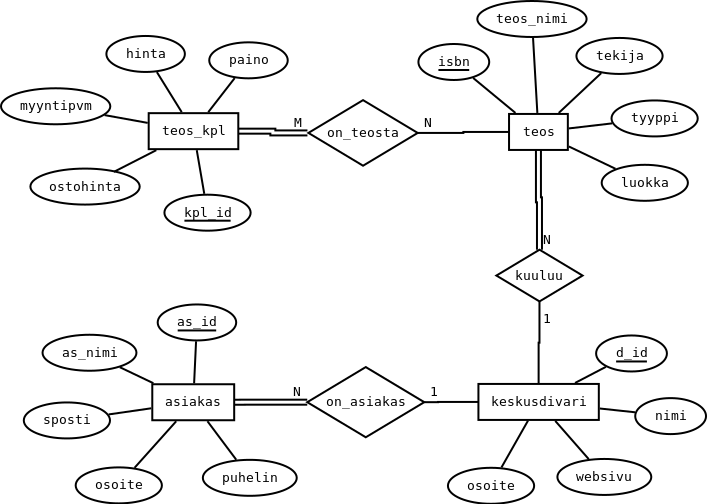 teos_nimi
hinta
paino
isbn
tekija
myyntipvm
teos_kpl
M
on_teosta
N
teos
tyyppi
ostohinta
kpl_id
luokka
N
kuuluu
1
as_id
as_nimi
d_id
asiakas
N
on_asiakas
1
keskusdivari
sposti
nimi
osoite
puhelin
osoite
websivu